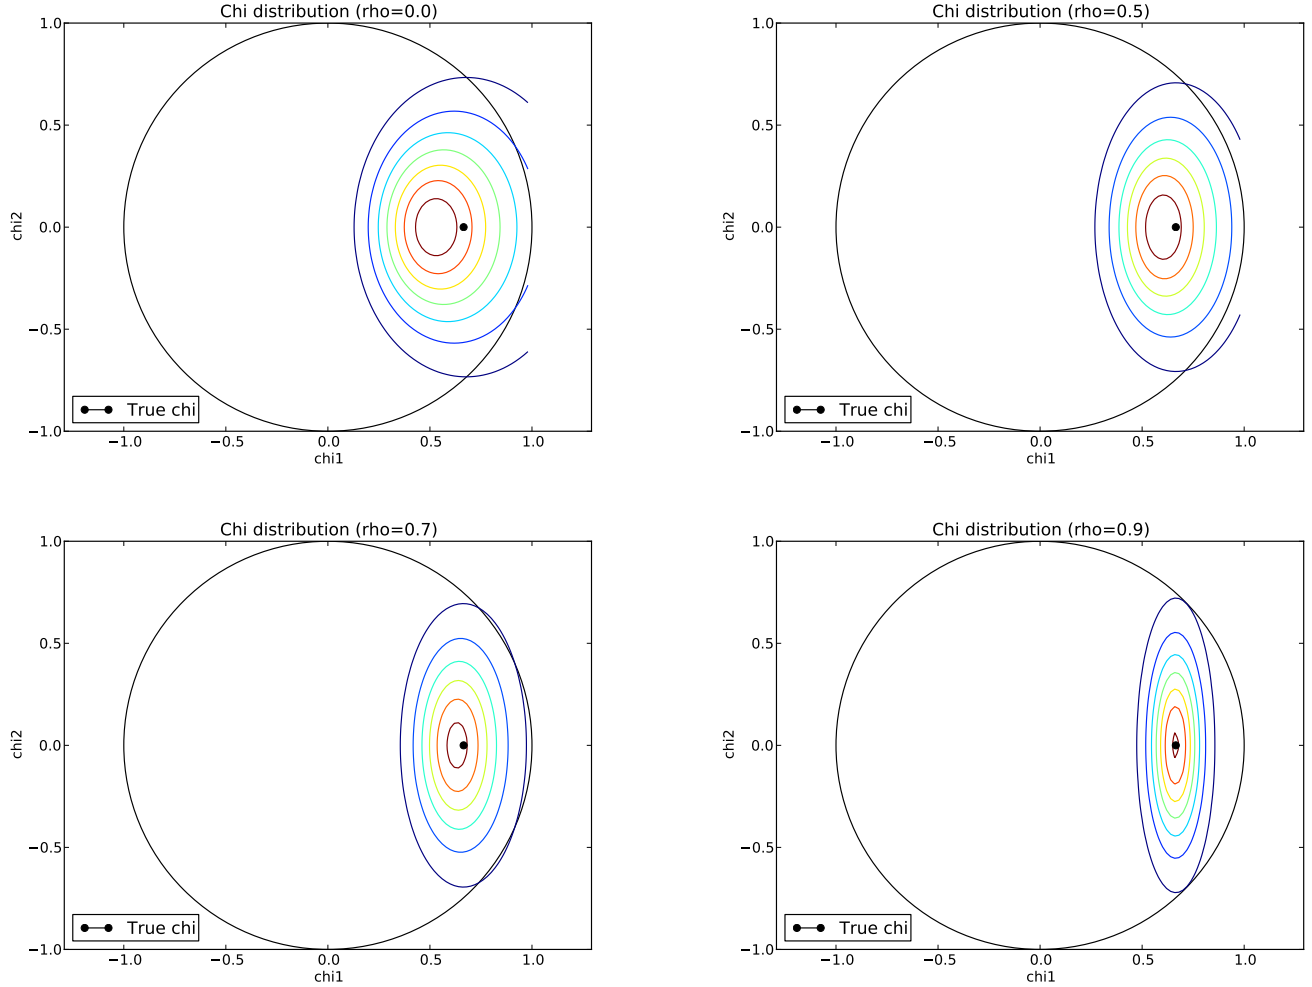 Chi distribution (rho=0.0)
1.0
0.5
0.0
−0.5
−1.0
chi2
−1.0 −0.5 0.0 0.5 1.0
chi1
True chi
Chi distribution (rho=0.5)
1.0
0.5
0.0
−0.5
−1.0
chi2
−1.0 −0.5 0.0 0.5 1.0
chi1
True chi
Chi distribution (rho=0.7)
1.0
0.5
0.0
−0.5
−1.0
chi2
−1.0 −0.5 0.0 0.5 1.0
chi1
True chi
Chi distribution (rho=0.9)
1.0
0.5
0.0
−0.5
−1.0
chi2
−1.0 −0.5 0.0 0.5 1.0
chi1
True chi